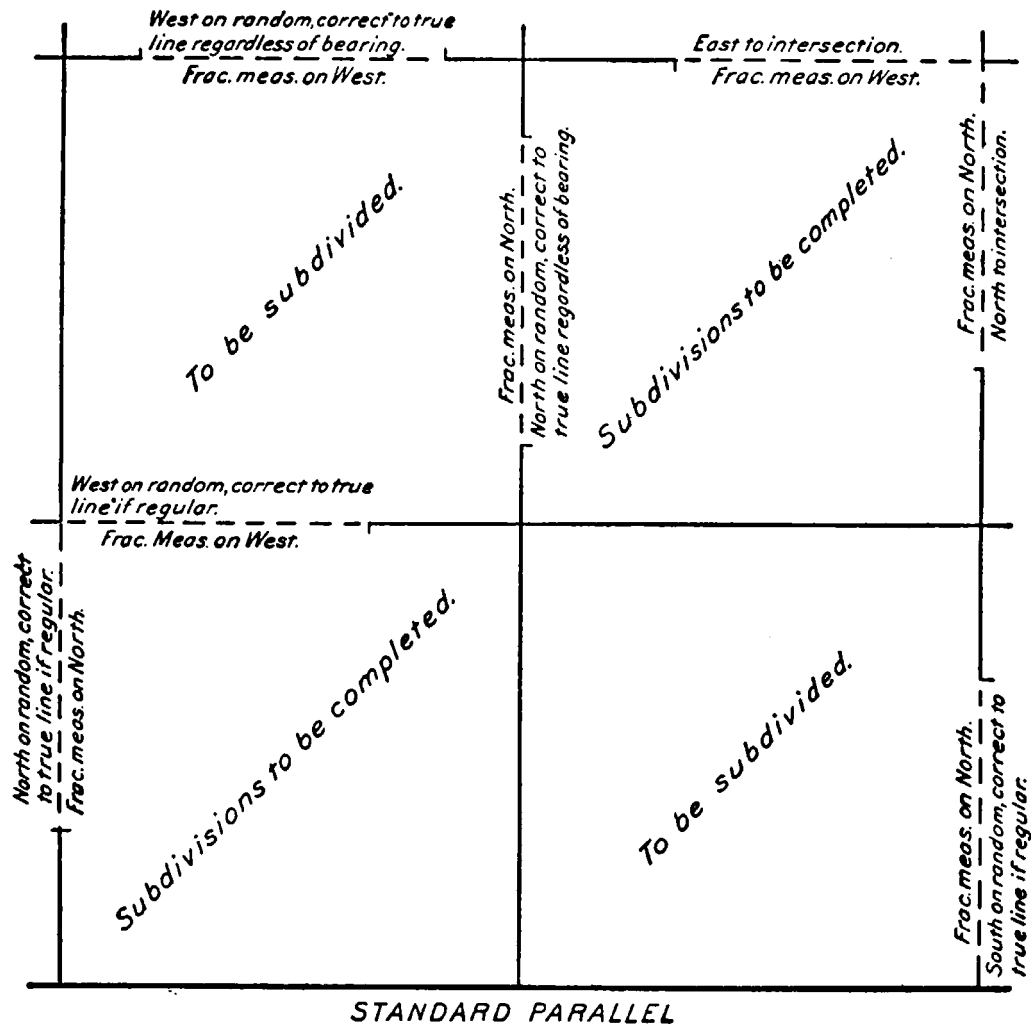 West on random, correct to true
line regardless of bearing.
Frac. meas. on West.
East to intersection.
Frac. meas. on West.
To be subdivided.
Frac. meas. on North.
North on random, correct to
true line regardless of bearing.
Subdivisions to be completed.
Frac. meas. on North.
North to intersection.
West on random, correct to true
line if regular.
Frac. Meas. on West.
North on random, correct
to true line if regular.
Frac. meas. on North.
Subdivisions to be completed.
To be subdivided.
Frac. meas. on North.
South on random, correct to
true line if regular.
STANDARD PARALLEL